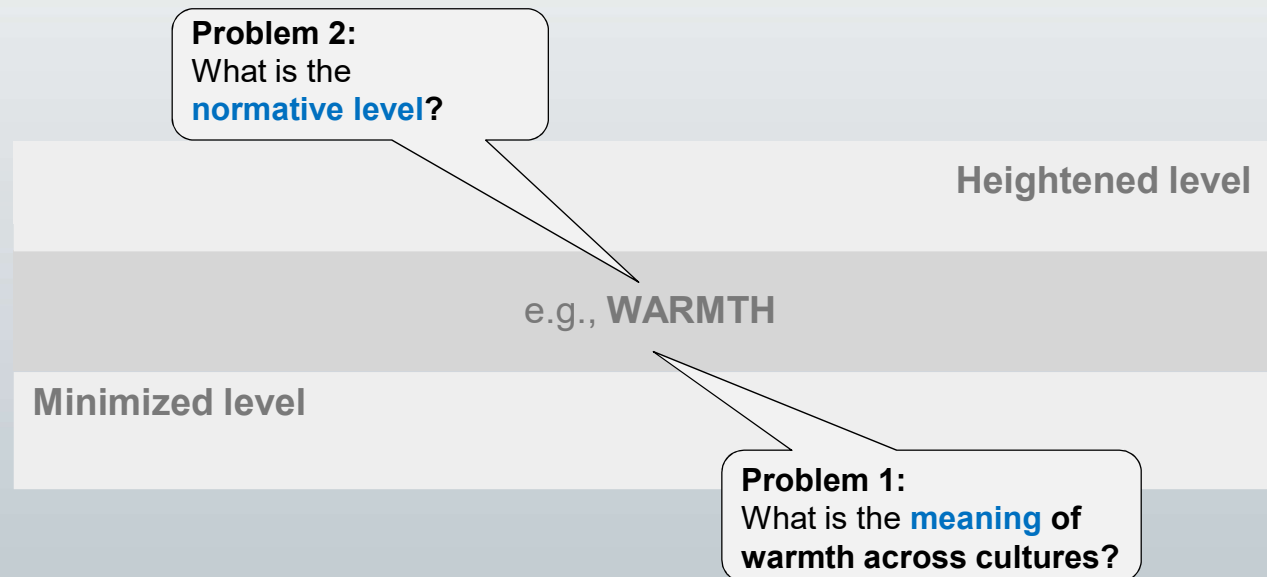 Problem 2:
What is the
normative level?
Heightened level
e.g., WARMTH
Minimized level
Problem 1:
What is the meaning of
warmth across cultures?